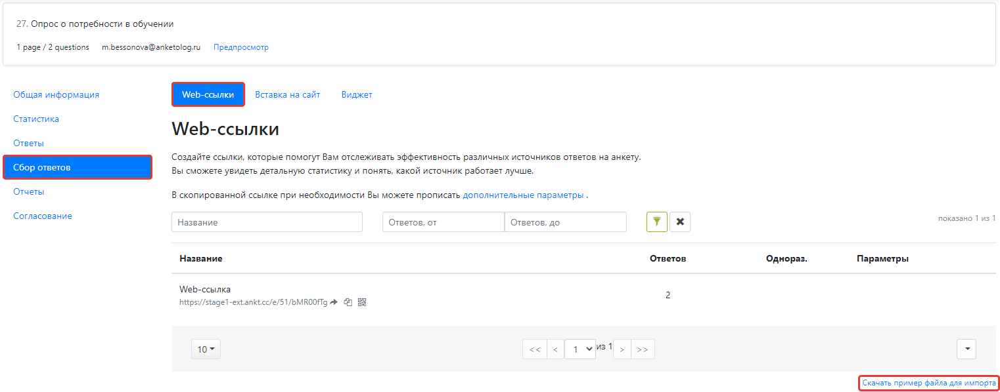 27. Опрос о потребности в обучении
1 page / 2 questions m.bessonova@anketolog.ru Предпросмотр
Общая информация
Статистика
Ответы
Сбор ответов
Отчеты
Согласование
Web-ссылки Вставка на сайт Виджет
Web-ссылки
Создайте ссылки, которые помогут Вам отслеживать эффективность различных источников ответов на анкету.
Вы сможете увидеть детальную статистику и понять, какой источник работает лучше.
В скопированной ссылке при необходимости Вы можете прописать дополнительные параметры .
Название Ответов, от Ответов, до показано 1 из 1
Название Ответов Однораз. Параметры
Web-ссылка
https://stage1-ext.ankt.cc/e/51/bMR00fTg
2
10 << < 1 из 1 > >>
Скачать пример файла для импорта